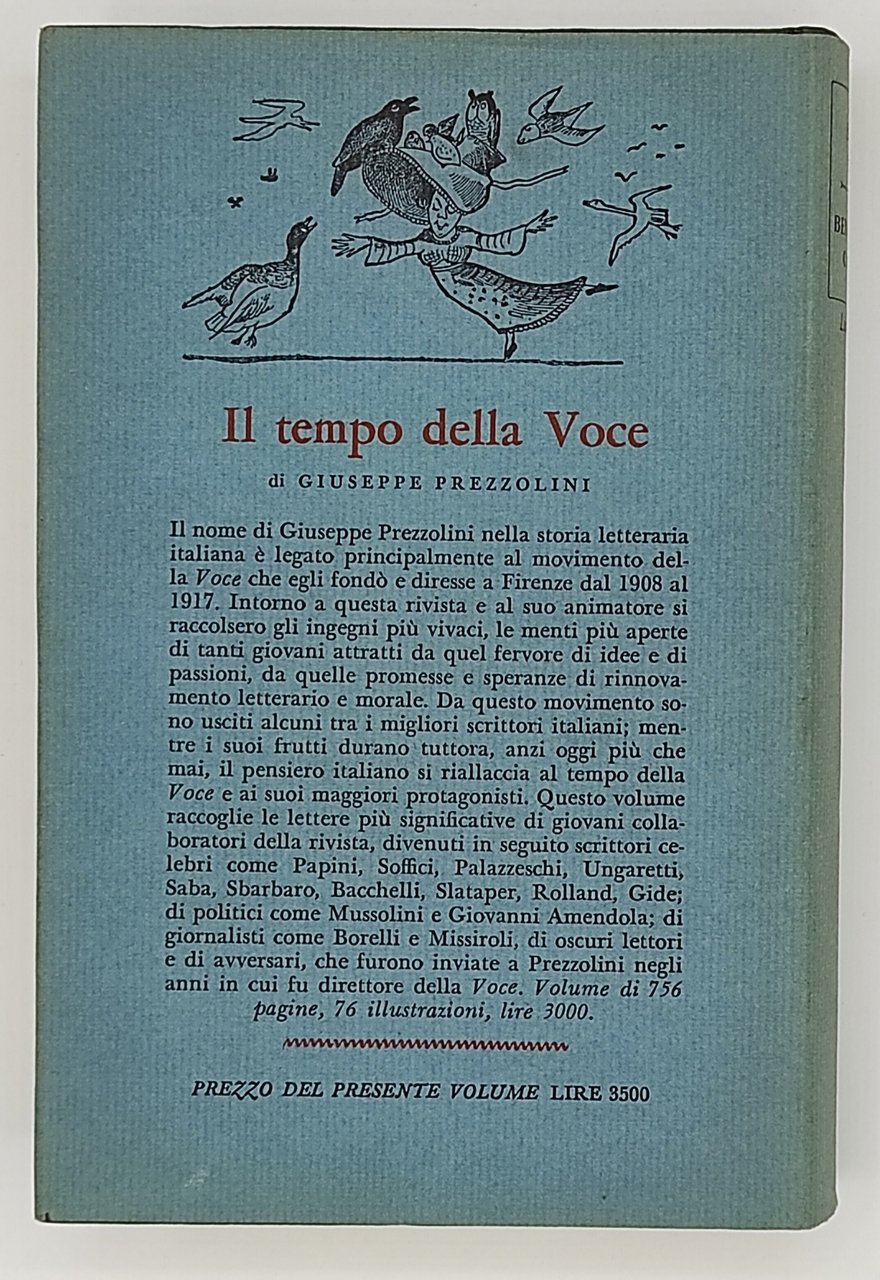 Il tempo della Voce
di GIUSEPPE PREZZOLINI
Il nome di Giuseppe Prezzolini nella storia letteraria
italiana è legato principalmente al movimento del-
la Voce che egli fondò e diresse a Firenze dal 1908 al
1917. Intorno a questa rivista e al suo animatore si
raccolsero gli ingegni più vivaci, le menti più aperte
di tanti giovani attratti da quel fervore di idee e di
passioni, da quelle promesse e speranze di rinnova-
mento letterario e morale. Da questo movimento so-
no usciti alcuni tra i migliori scrittori italiani; men-
tre i suoi frutti durano tuttora, anzi oggi più che
mai, il pensiero italiano si riallaccia al tempo della
Voce e ai suoi maggiori protagonisti. Questo volume
raccoglie le lettere più significative di giovani colla-
boratori della rivista, divenuti in seguito scrittori ce-
lebri come Papini, Soffici, Palazzeschi, Ungaretti,
Saba, Sbarbaro, Bacchelli, Slataper, Rolland, Gide;
di politici come Mussolini e Giovanni Amendola; di
giornalisti come Borelli e Missiroli, di oscuri lettori
e di avversari, che furono inviate a Prezzolini negli
anni in cui fu direttore della Voce. Volume di 756
pagine, 76 illustrazioni, lire 3000.
PREZZO DEL PRESENTE VOLUME LIRE 3500